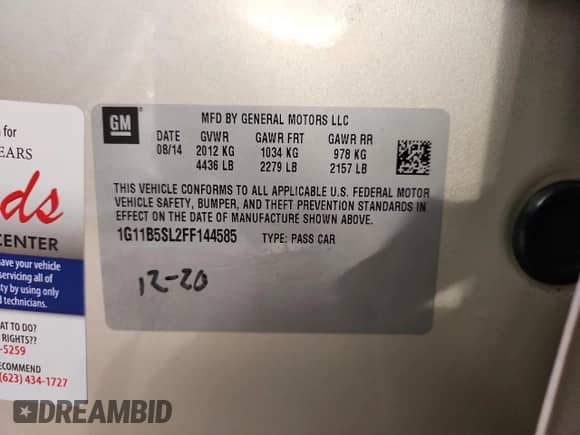 GM
MFD BY GENERAL MOTORS LLC
DATE GVWR GAWR FRT GAWR RR
08/14 2012 KG 1034 KG 978 KG
4436 LB 2279 LB 2157 LB
THIS VEHICLE CONFORMS TO ALL APPLICABLE U.S. FEDERAL MOTOR
VEHICLE SAFETY, BUMPER, AND THEFT PREVENTION STANDARDS IN
EFFECT ON THE DATE OF MANUFACTURE SHOWN ABOVE.
1G11B5SL2FF144585 TYPE: PASS CAR
12-20
for
EARS
ds
CENTER
have your vehicle
servicing all of
ty by using only
d technicians.
AT TO DO?
RIGHTS??
-5259
COMMEND
(623) 434-1727
DREAMBID